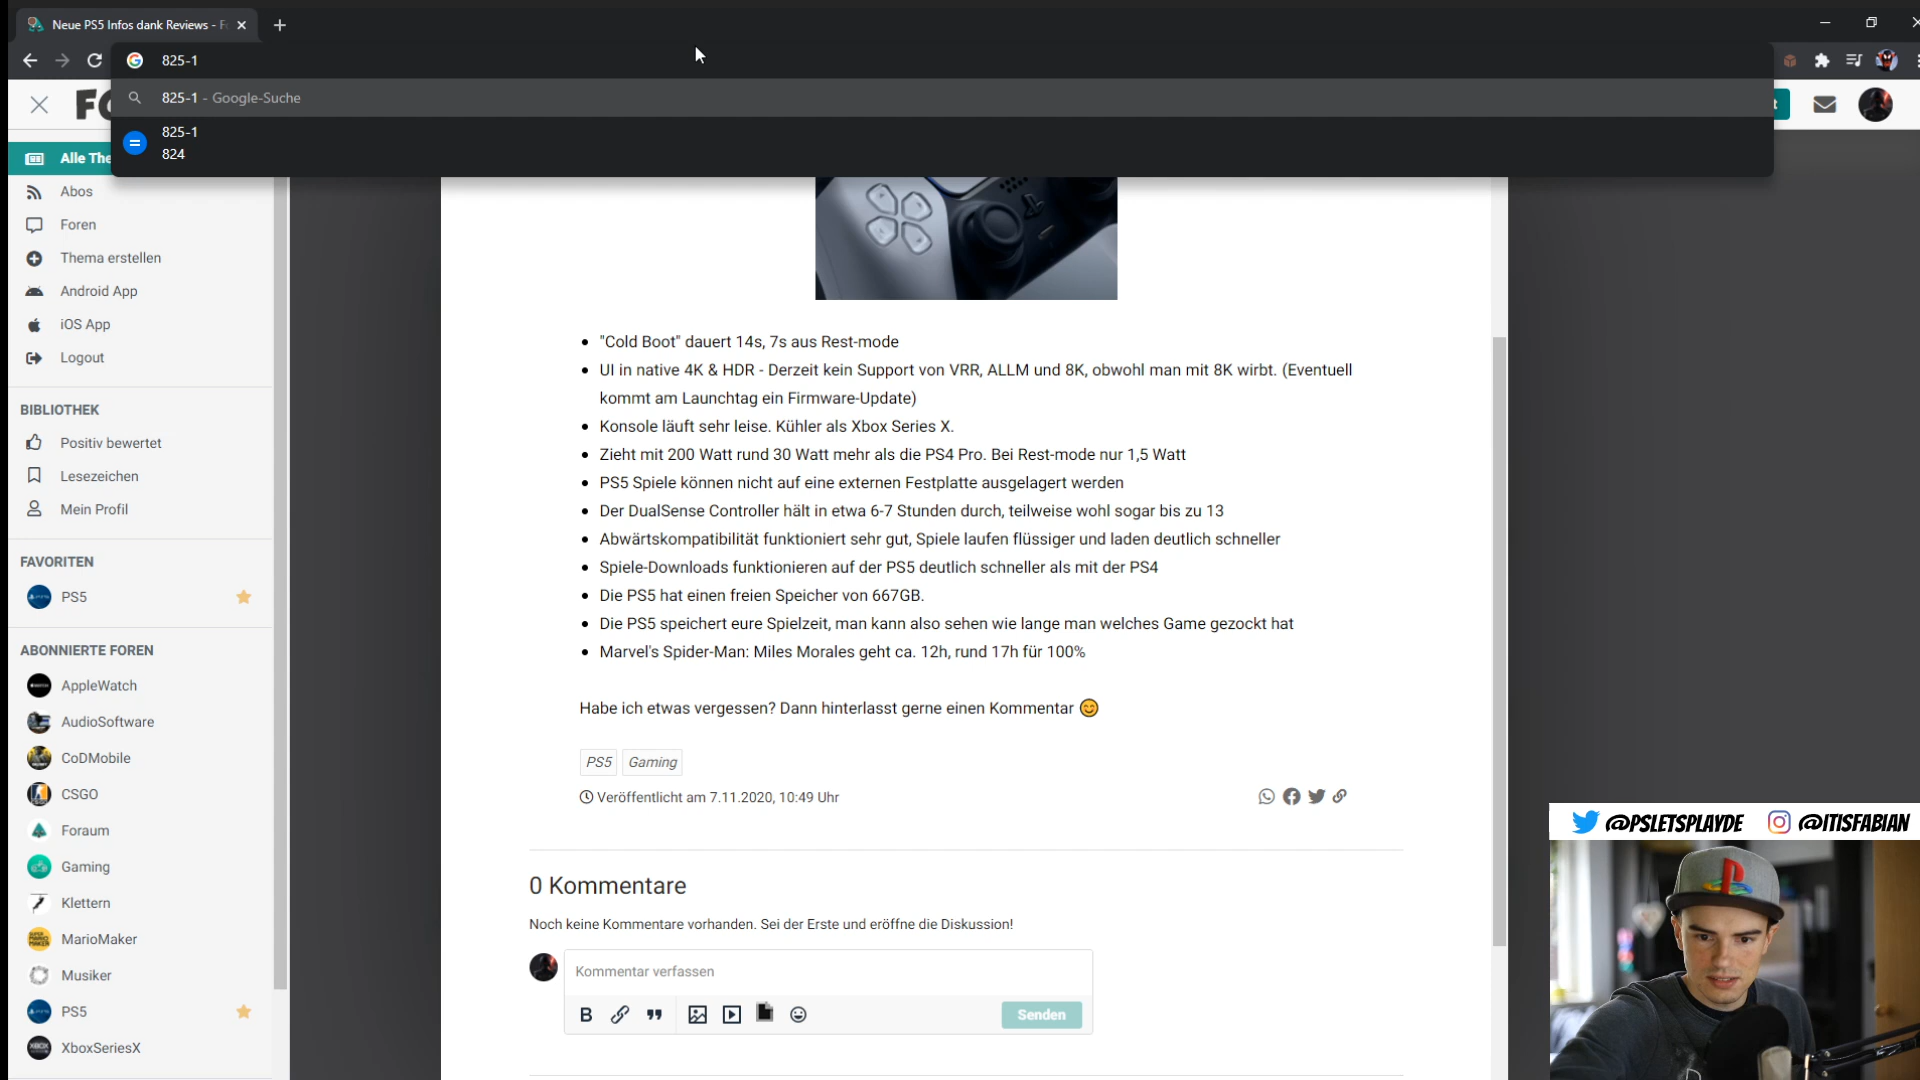 Neue PS5 Infos dank Reviews - F
825-1
825-1 - Google-Suche
825-1
824
Alle The
Abos
Foren
Thema erstellen
Android App
iOS App
Logout
BIBLIOTHEK
Positiv bewertet
Lesezeichen
Mein Profil
FAVORITEN
PS5
ABONNIERTE FOREN
AppleWatch
AudioSoftware
CoDMobile
CSGO
Foraum
Gaming
Klettern
MarioMaker
Musiker
PS5
XboxSeriesX
• "Cold Boot" dauert 14s, 7s aus Rest-mode
• UI in native 4K & HDR - Derzeit kein Support von VRR, ALLM und 8K, obwohl man mit 8K wirbt. (Eventuell
kommt am Launchtag ein Firmware-Update)
• Konsole läuft sehr leise. Kühler als Xbox Series X.
• Zieht mit 200 Watt rund 30 Watt mehr als die PS4 Pro. Bei Rest-mode nur 1,5 Watt
• PS5 Spiele können nicht auf eine externen Festplatte ausgelagert werden
• Der DualSense Controller hält in etwa 6-7 Stunden durch, teilweise wohl sogar bis zu 13
• Abwärtskompatibilität funktioniert sehr gut, Spiele laufen flüssiger und laden deutlich schneller
• Spiele-Downloads funktionieren auf der PS5 deutlich schneller als mit der PS4
• Die PS5 hat einen freien Speicher von 667GB.
• Die PS5 speichert eure Spielzeit, man kann also sehen wie lange man welches Game gezockt hat
• Marvel's Spider-Man: Miles Morales geht ca. 12h, rund 17h für 100%
Habe ich etwas vergessen? Dann hinterlasst gerne einen Kommentar 😊
PS5 Gaming
Veröffentlicht am 7.11.2020, 10:49 Uhr
0 Kommentare
Noch keine Kommentare vorhanden. Sei der Erste und eröffne die Diskussion!
Kommentar verfassen
B
Senden
@PSLETSPLAYDE @ITISFABIAN